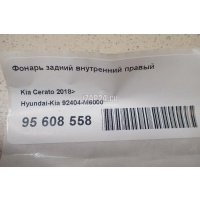 Фонарь задний внутренний правый
Kia Cerato 2018>
Hyundai-Kia 92404-M6000
95 608 558